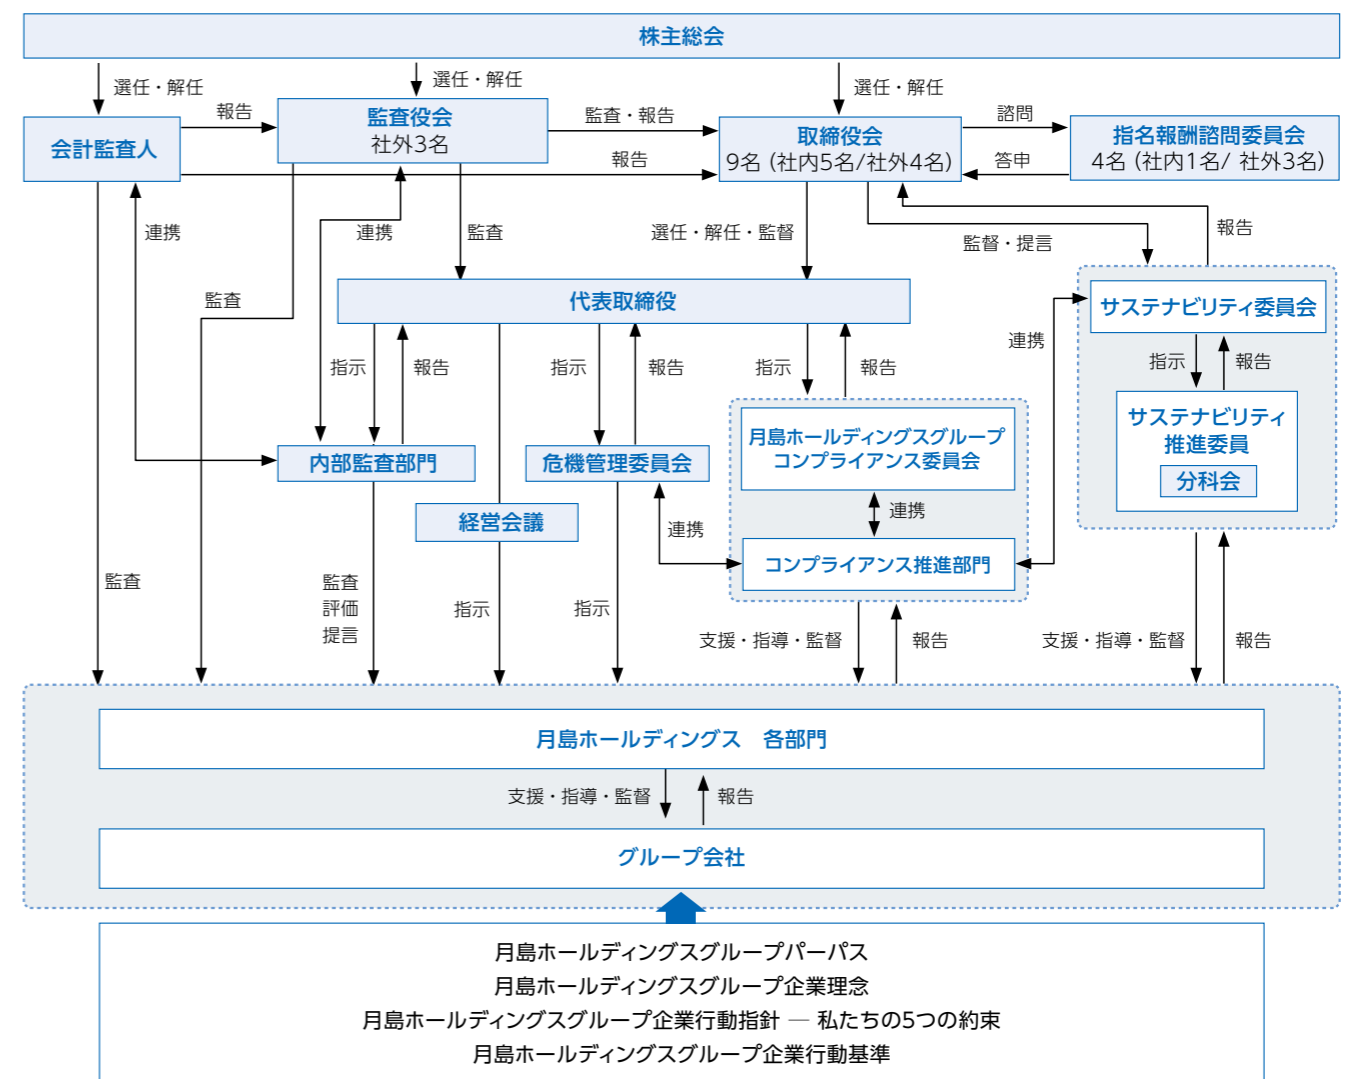 株主総会
選任・解任
選任・解任
選任・解任
会計監査人
報告
監査役会
社外3名
監査・報告
報告
取締役会
9名（社内5名/社外4名）
諮問
答申
指名報酬諮問委員会
4名（社内1名/ 社外3名）
連携
連携
監査
選任・解任・監督
監督・提言
報告
監査
代表取締役
サステナビリティ委員会
連携
指示
報告
指示
報告
指示
報告
指示
報告
月島ホールディングスグループ
コンプライアンス委員会
サステナビリティ
推進委員
分科会
内部監査部門
危機管理委員会
経営会議
連携
連携
コンプライアンス推進部門
監査
監査
評価
提言
指示
指示
支援・指導・監督
報告
支援・指導・監督
報告
月島ホールディングス　各部門
支援・指導・監督
報告
グループ会社
月島ホールディングスグループパーパス
月島ホールディングスグループ企業理念
月島ホールディングスグループ企業行動指針 ― 私たちの5つの約束
月島ホールディングスグループ企業行動基準